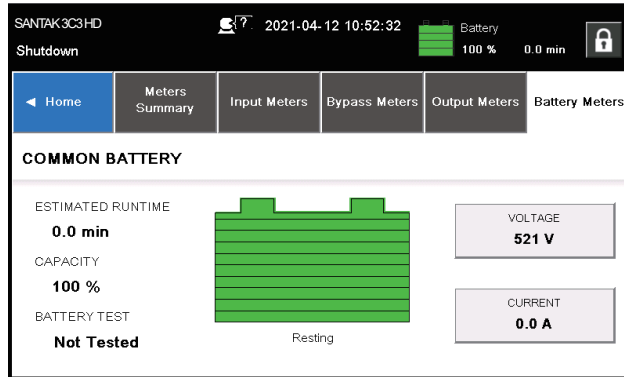 SANTAK 3C3 HD
? 2021-04-12 10:52:32
Battery
Shutdown
100 % 0.0 min
◄ Home
Meters
Summary
Input Meters
Bypass Meters
Output Meters
Battery Meters
COMMON BATTERY
ESTIMATED RUNTIME
0.0 min
CAPACITY
100 %
BATTERY TEST
Not Tested
Resting
VOLTAGE
521 V
CURRENT
0.0 A